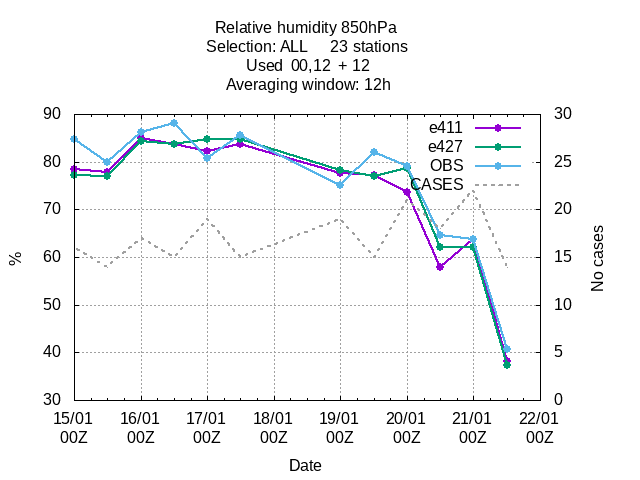 Relative humidity 850hPa
Selection: ALL 23 stations
Used 00,12 + 12
Averaging window: 12h
90 30
e411
e427
OBS
CASES
80 25
70 20
60 15
50 10
40 5
30 0
% No cases
15/01 16/01 17/01 18/01 19/01 20/01 21/01 22/01
00Z 00Z 00Z 00Z 00Z 00Z 00Z 00Z
Date